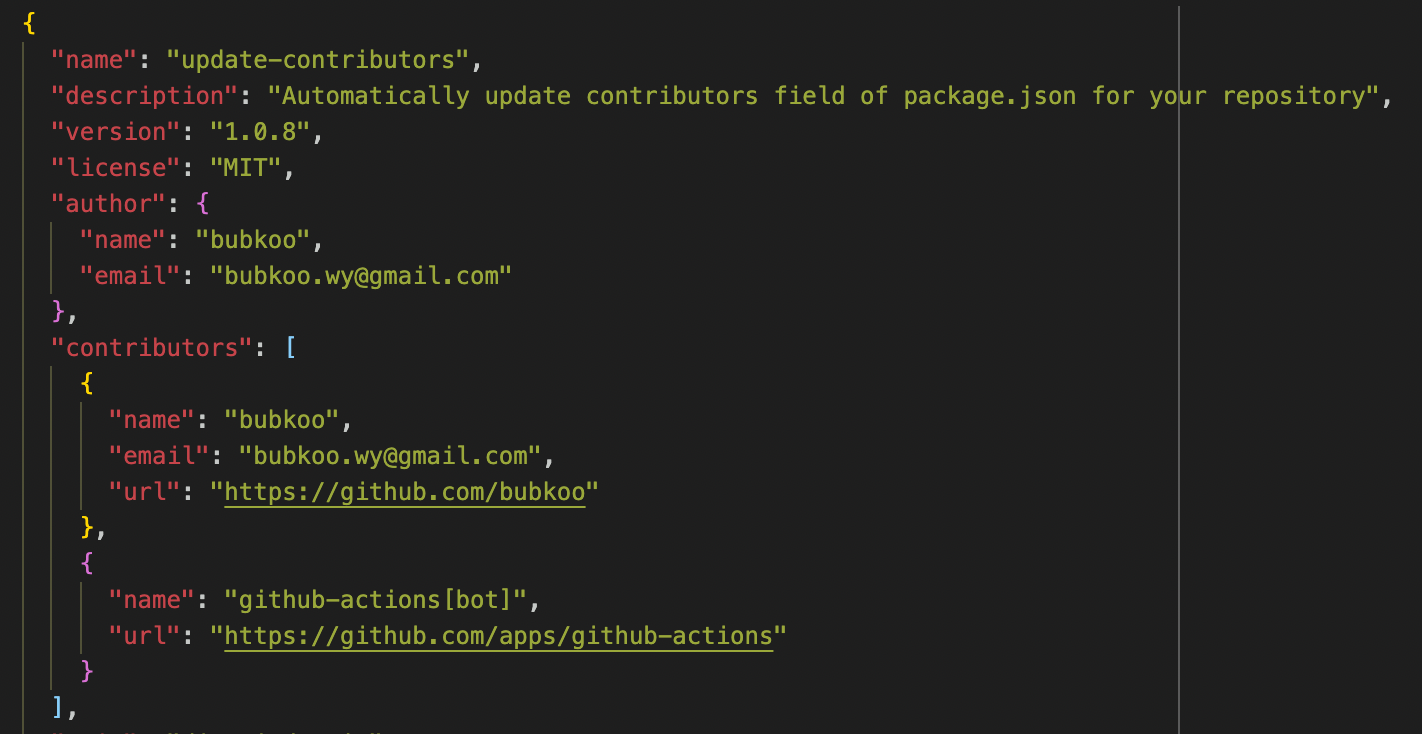 {
  "name": "update-contributors",
  "description": "Automatically update contributors field of package.json for your repository",
  "version": "1.0.8",
  "license": "MIT",
  "author": {
    "name": "bubkoo",
    "email": "bubkoo.wy@gmail.com"
  },
  "contributors": [
    {
      "name": "bubkoo",
      "email": "bubkoo.wy@gmail.com",
      "url": "https://github.com/bubkoo"
    },
    {
      "name": "github-actions[bot]",
      "url": "https://github.com/apps/github-actions"
    }
  ],